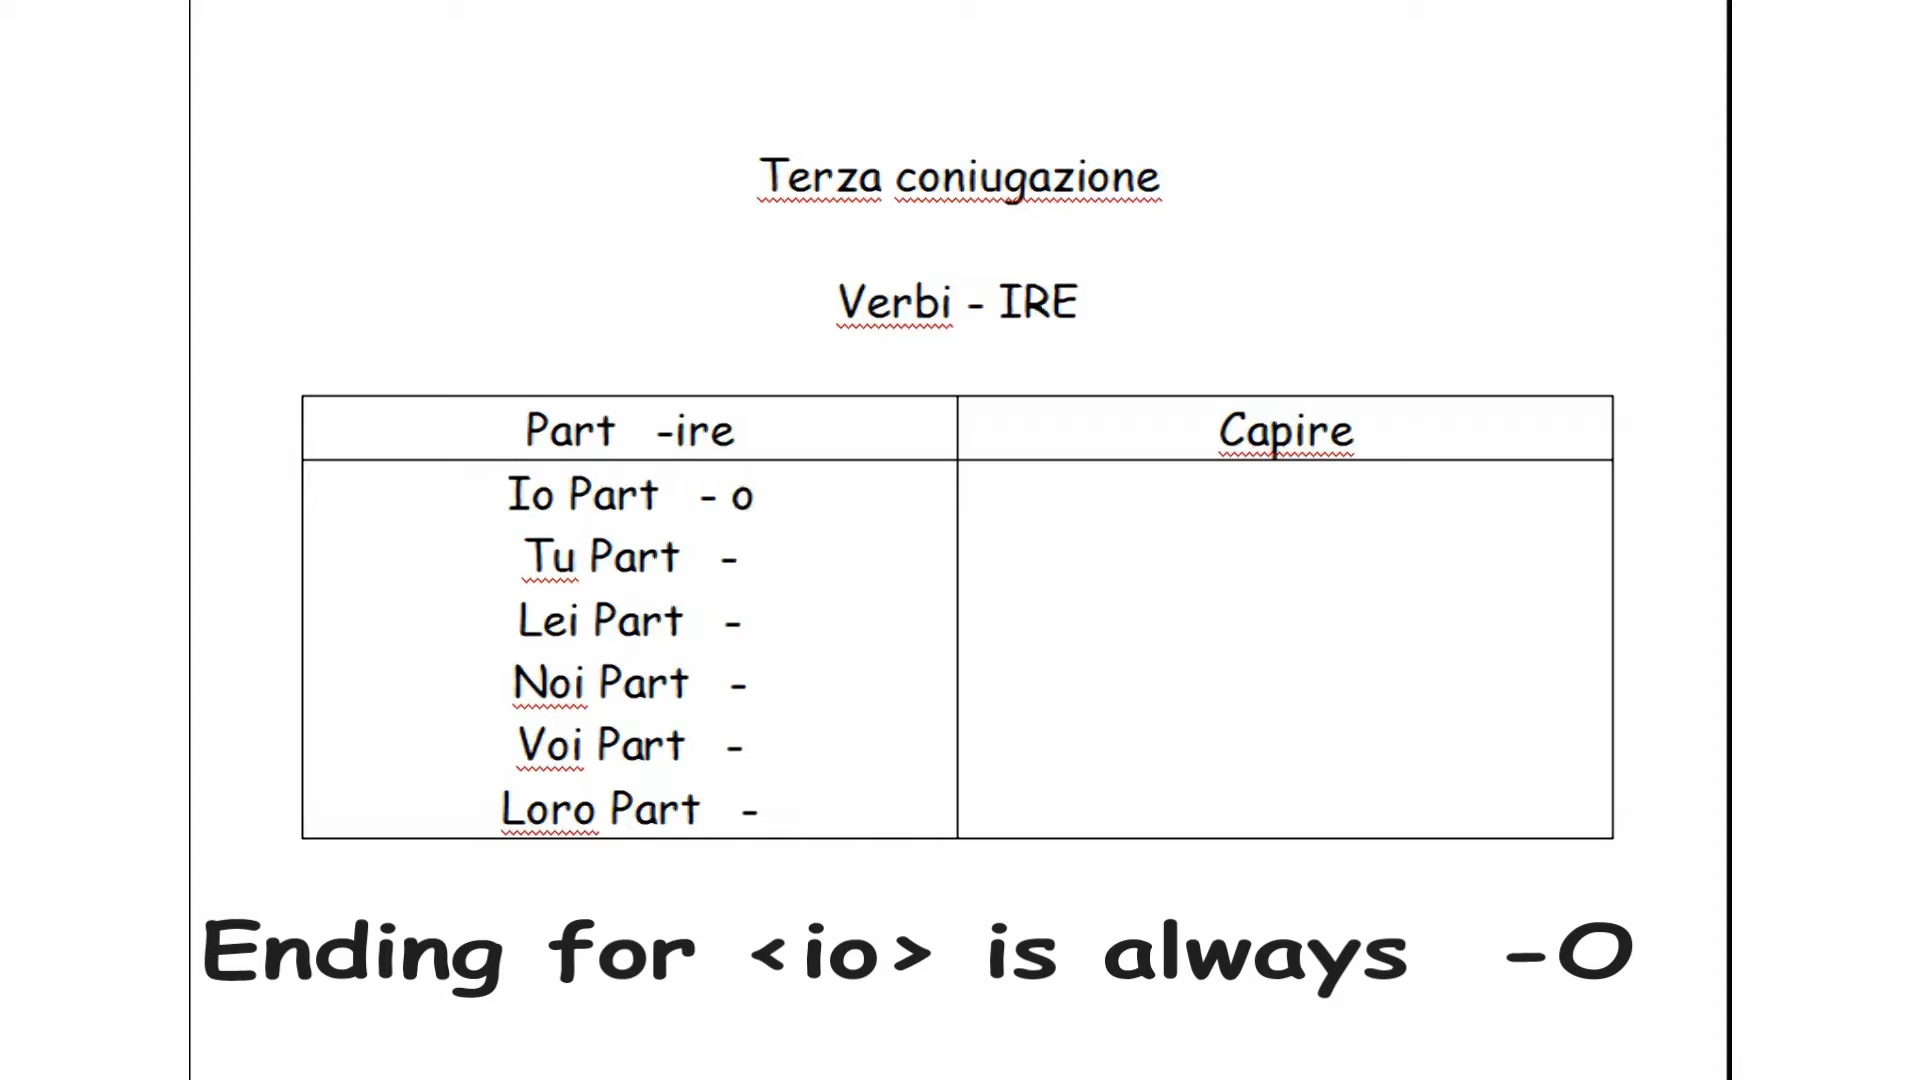 Terza coniugazione
Verbi - IRE
Part -ire
Capire
Io Part - o
Tu Part -
Lei Part -
Noi Part -
Voi Part -
Loro Part -
Ending for <io> is always -O